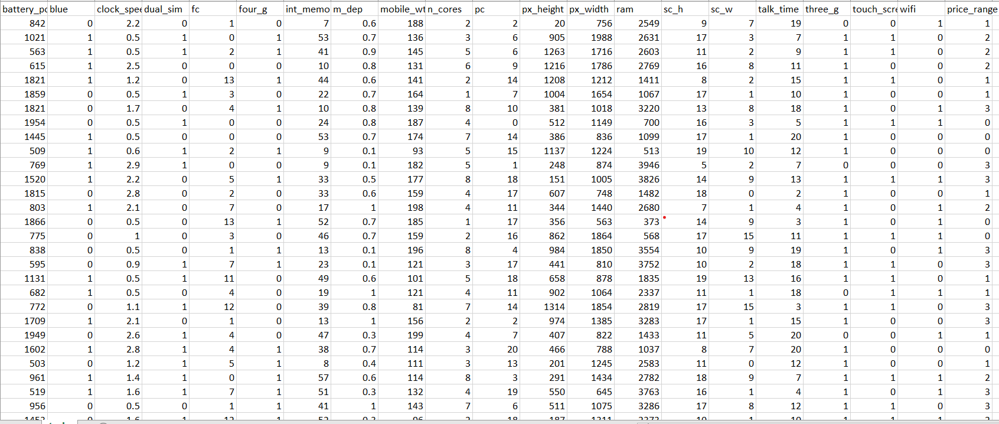 battery_po blue clock_spee dual_sim fc four_g int_memo m_dep mobile_wt n_cores pc px_height px_width ram sc_h sc_w talk_time three_g touch_scre wifi price_range
842 0 2.2 0 1 0 7 0.6 188 2 2 20 756 2549 9 7 19 0 0 1 1
1021 1 0.5 1 0 1 53 0.7 136 3 6 905 1988 2631 17 3 7 1 1 0 2
563 1 0.5 1 2 1 41 0.9 145 5 6 1263 1716 2603 11 2 9 1 1 0 2
615 1 2.5 0 0 0 10 0.8 131 6 9 1216 1786 2769 16 8 11 1 0 0 2
1821 1 1.2 0 13 1 44 0.6 141 2 14 1208 1212 1411 8 2 15 1 1 0 1
1859 0 0.5 1 3 0 22 0.7 164 1 7 1004 1654 1067 17 1 10 1 0 0 1
1821 0 1.7 0 4 1 10 0.8 139 8 10 381 1018 3220 13 8 18 1 0 1 3
1954 0 0.5 1 0 0 24 0.8 187 4 0 512 1149 700 16 3 5 1 1 1 0
1445 1 0.5 0 0 0 53 0.7 174 7 14 386 836 1099 17 1 20 1 0 0 0
509 1 0.6 1 2 1 9 0.1 93 5 15 1137 1224 513 19 10 12 1 0 0 0
769 1 2.9 1 0 0 9 0.1 182 5 1 248 874 3946 5 2 7 0 0 0 3
1520 1 2.2 0 5 1 33 0.5 177 8 18 151 1005 3826 14 9 13 1 1 1 3
1815 0 2.8 0 2 0 33 0.6 159 4 17 607 748 1482 18 0 2 1 0 0 1
803 1 2.1 0 7 0 17 1 198 4 11 344 1440 2680 7 1 4 1 0 1 2
1866 0 0.5 0 13 1 52 0.7 185 1 17 356 563 373 14 9 3 1 0 1 0
775 0 1 0 3 0 46 0.7 159 2 16 862 1864 568 17 15 11 1 1 1 0
838 0 0.5 0 1 1 13 0.1 196 8 4 984 1850 3554 10 9 19 1 0 1 3
595 0 0.9 1 7 1 23 0.1 121 3 17 441 810 3752 10 2 18 1 1 0 3
1131 1 0.5 1 11 0 49 0.6 101 5 18 658 878 1835 19 13 16 1 1 0 1
682 1 0.5 0 4 0 19 1 121 4 11 902 1064 2337 11 1 18 0 1 1 1
772 0 1.1 1 12 0 39 0.8 81 7 14 1314 1854 2819 17 15 3 1 1 0 3
1709 1 2.1 0 1 0 13 1 156 2 2 974 1385 3283 17 1 15 1 0 0 3
1949 0 2.6 1 4 0 47 0.3 199 4 7 407 822 1433 11 5 20 0 0 1 1
1602 1 2.8 1 4 1 38 0.7 114 3 20 466 788 1037 8 7 20 1 0 0 0
503 0 1.2 1 5 1 8 0.4 111 3 13 201 1245 2583 11 0 12 1 0 0 1
961 1 1.4 1 0 1 57 0.6 114 8 3 291 1434 2782 18 9 7 1 1 1 2
519 1 1.6 1 7 1 51 0.3 132 4 19 550 645 3763 16 1 4 1 0 1 3
956 0 0.5 0 1 1 41 1 143 7 6 511 1075 3286 17 8 12 1 1 0 3